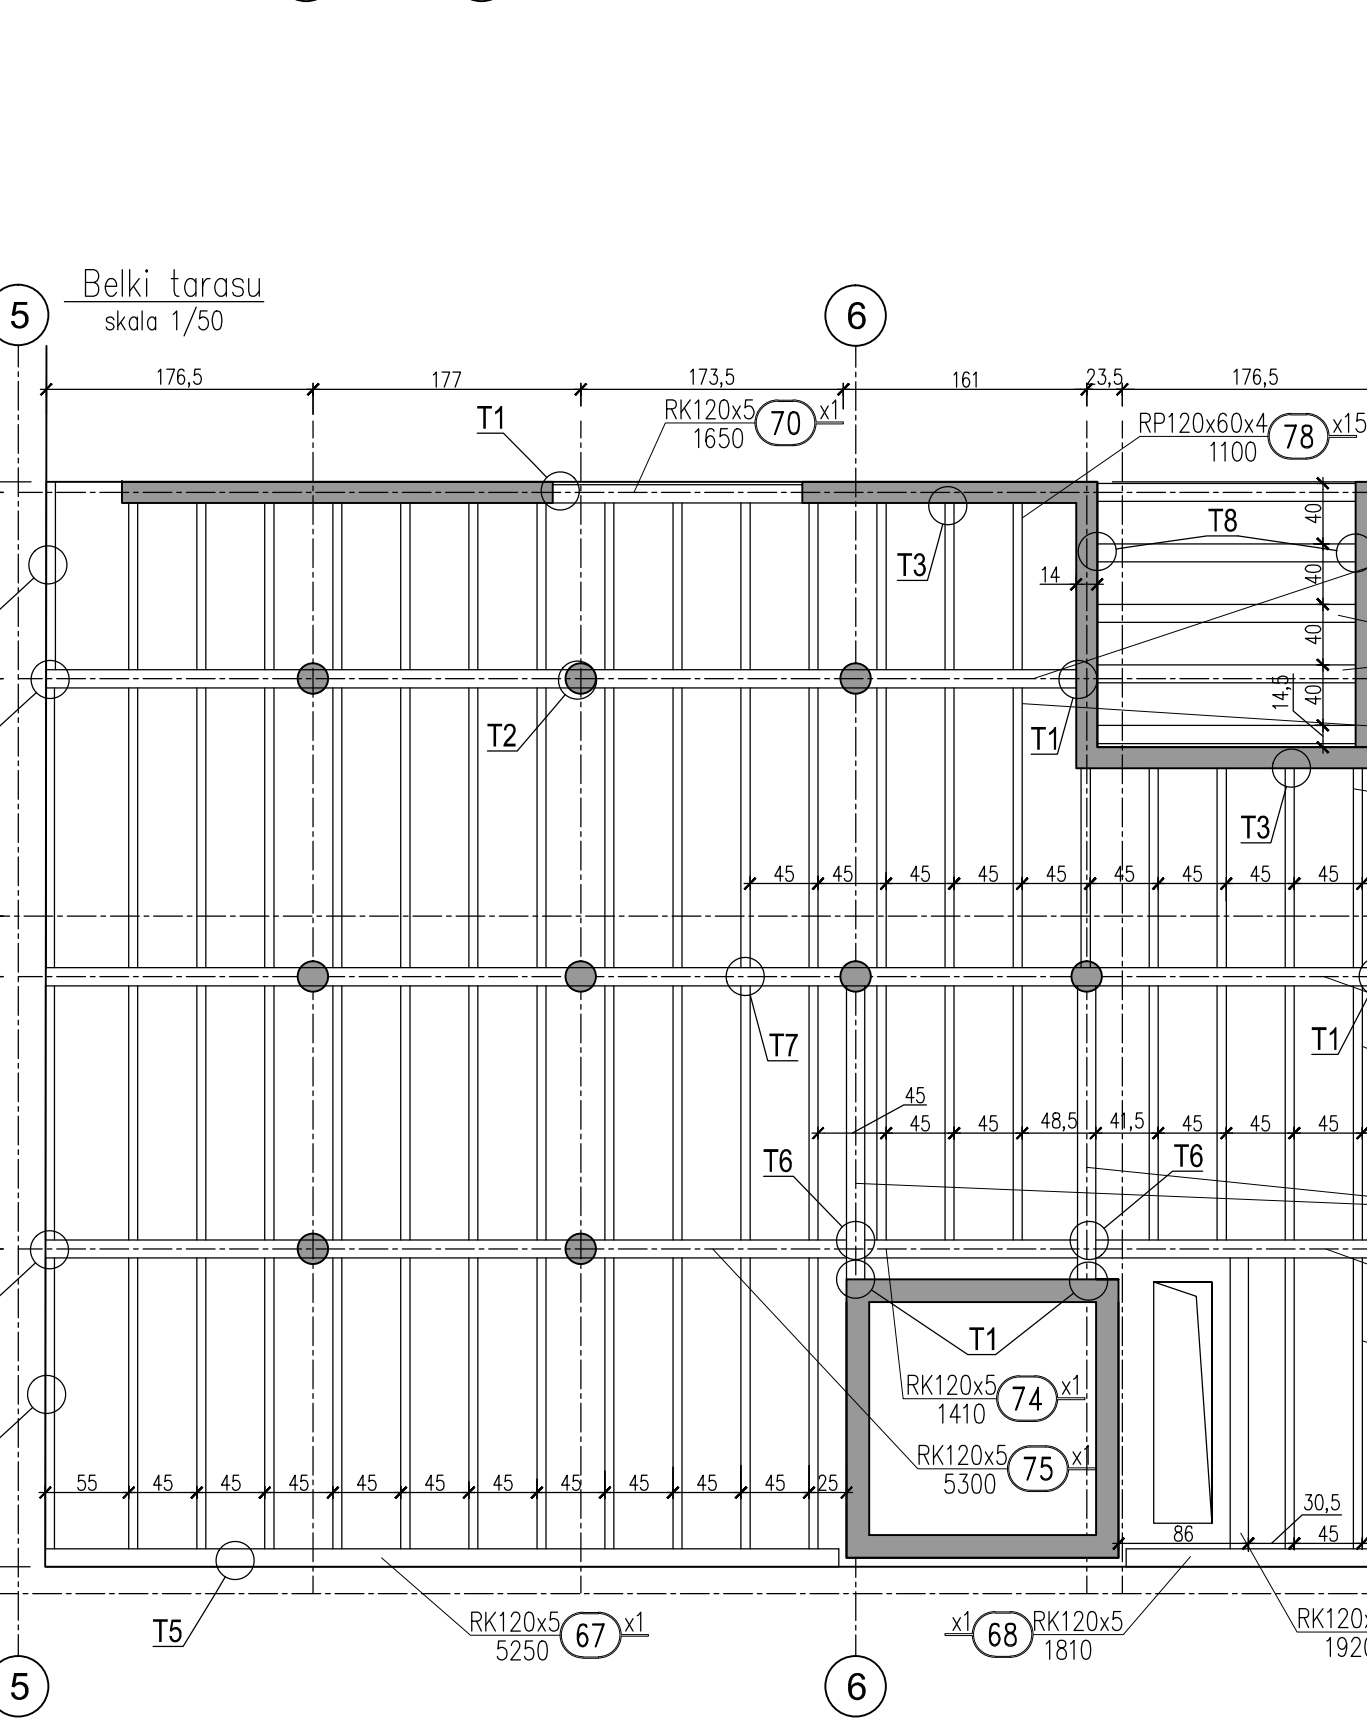 Belki tarasu
skala 1/50
5
6
176,5
177
173,5
161
23,5
176,5
T1
RK120x5
1650
70
x1
RP120x60x4
1100
78
x15
T3
T8
14
40
40
40
40
14,5
T2
T1
T3
45 45 45 45 45 45 45 45 45
T7
T1
45
45 45 48,5 41,5 45 45 45
T6
T6
T1
RK120x5
1410
74
x1
RK120x5
5300
75
x1
55 45 45 45 45 45 45 45 45 45 45 25
30,5
86
45
T5
RK120x5
5250
67
x1
x1
68
RK120x5
1810
5
6